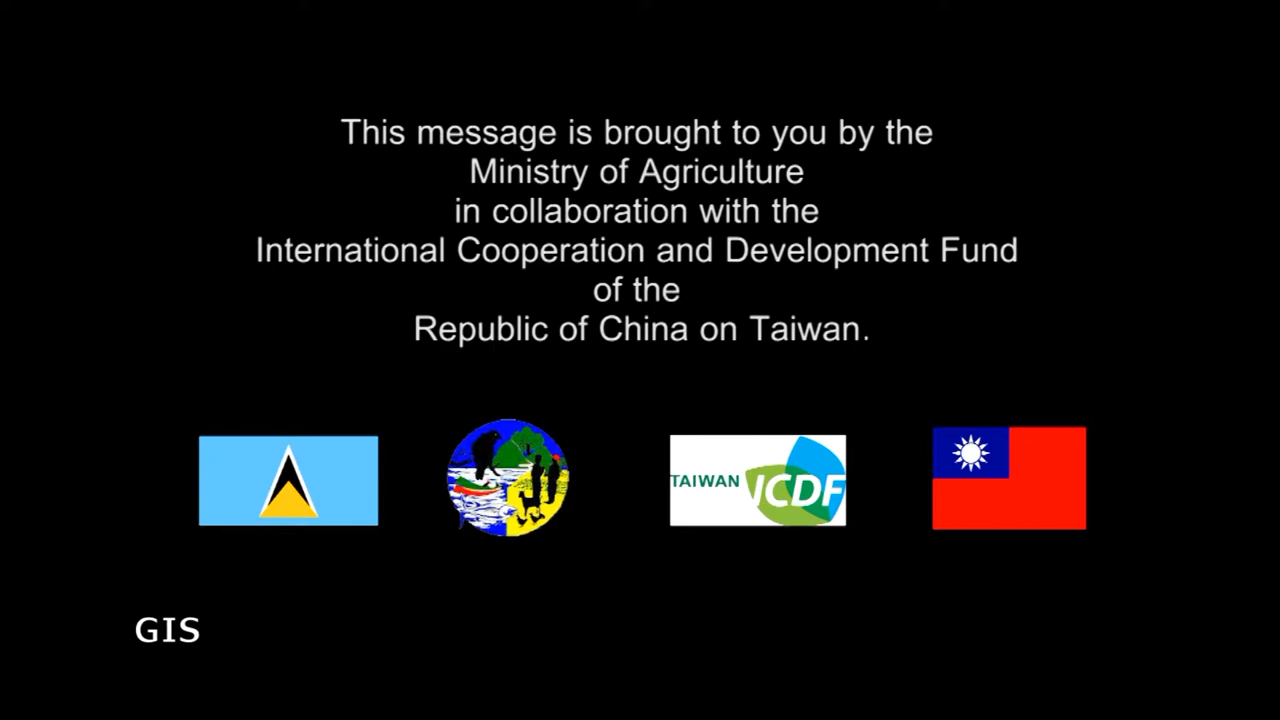 This message is brought to you by the
Ministry of Agriculture
in collaboration with the
International Cooperation and Development Fund
of the
Republic of China on Taiwan.
TAIWAN ICDF
GIS